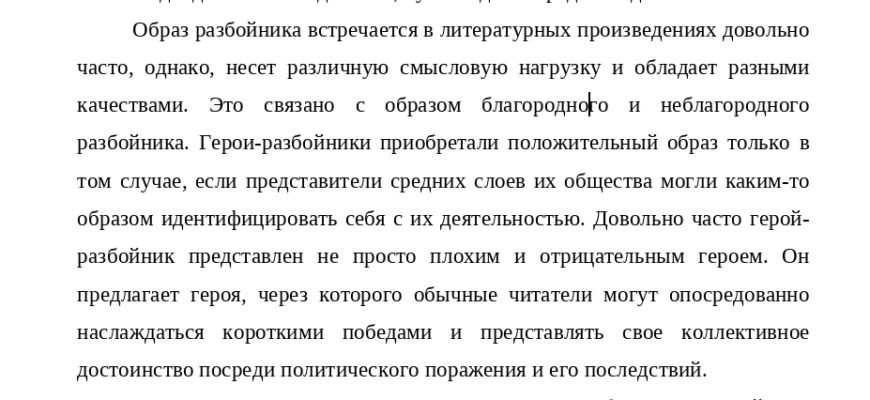 Образ разбойника встречается в литературных произведениях довольно
часто, однако, несет различную смысловую нагрузку и обладает разными
качествами. Это связано с образом благородного и неблагородного
разбойника. Герои-разбойники приобретали положительный образ только в
том случае, если представители средних слоев их общества могли каким-то
образом идентифицировать себя с их деятельностью. Довольно часто герой-
разбойник представлен не просто плохим и отрицательным героем. Он
предлагает героя, через которого обычные читатели могут опосредованно
наслаждаться короткими победами и представлять свое коллективное
достоинство посреди политического поражения и его последствий.